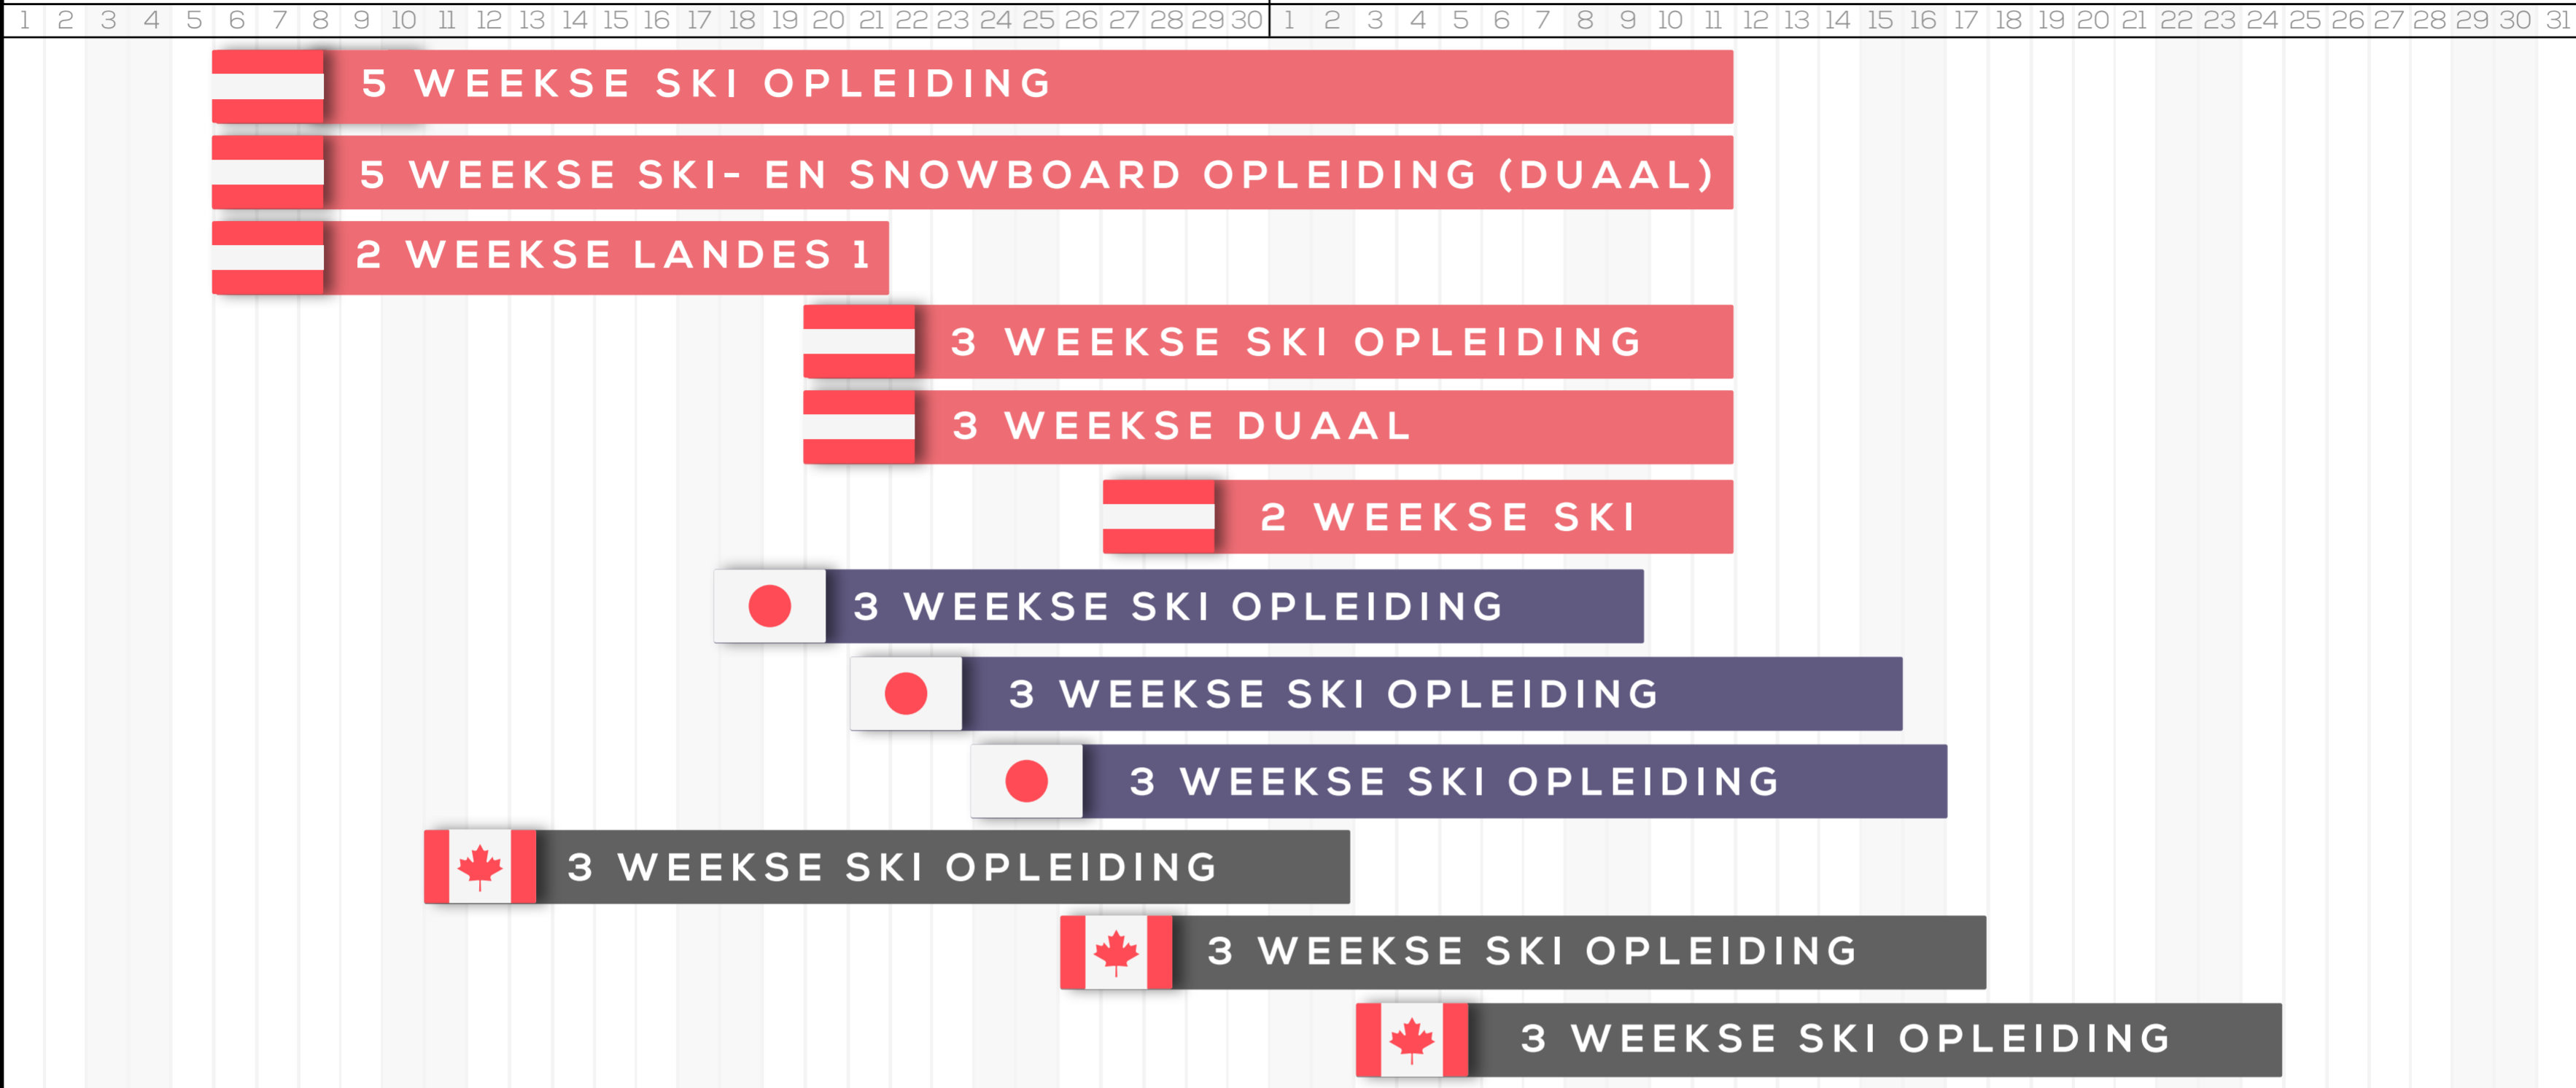 1 2 3 4 5 6 7 8 9 10 11 12 13 14 15 16 17 18 19 20 21 22 23 24 25 26 27 28 29 30 1 2 3 4 5 6 7 8 9 10 11 12 13 14 15 16 17 18 19 20 21 22 23 24 25 26 27 28 29 30 31
5 WEEKSE SKI OPLEIDING
5 WEEKSE SKI- EN SNOWBOARD OPLEIDING (DUAAL)
2 WEEKSE LANDES 1
3 WEEKSE SKI OPLEIDING
3 WEEKSE DUAAL
2 WEEKSE SKI
3 WEEKSE SKI OPLEIDING
3 WEEKSE SKI OPLEIDING
3 WEEKSE SKI OPLEIDING
3 WEEKSE SKI OPLEIDING
3 WEEKSE SKI OPLEIDING
3 WEEKSE SKI OPLEIDING